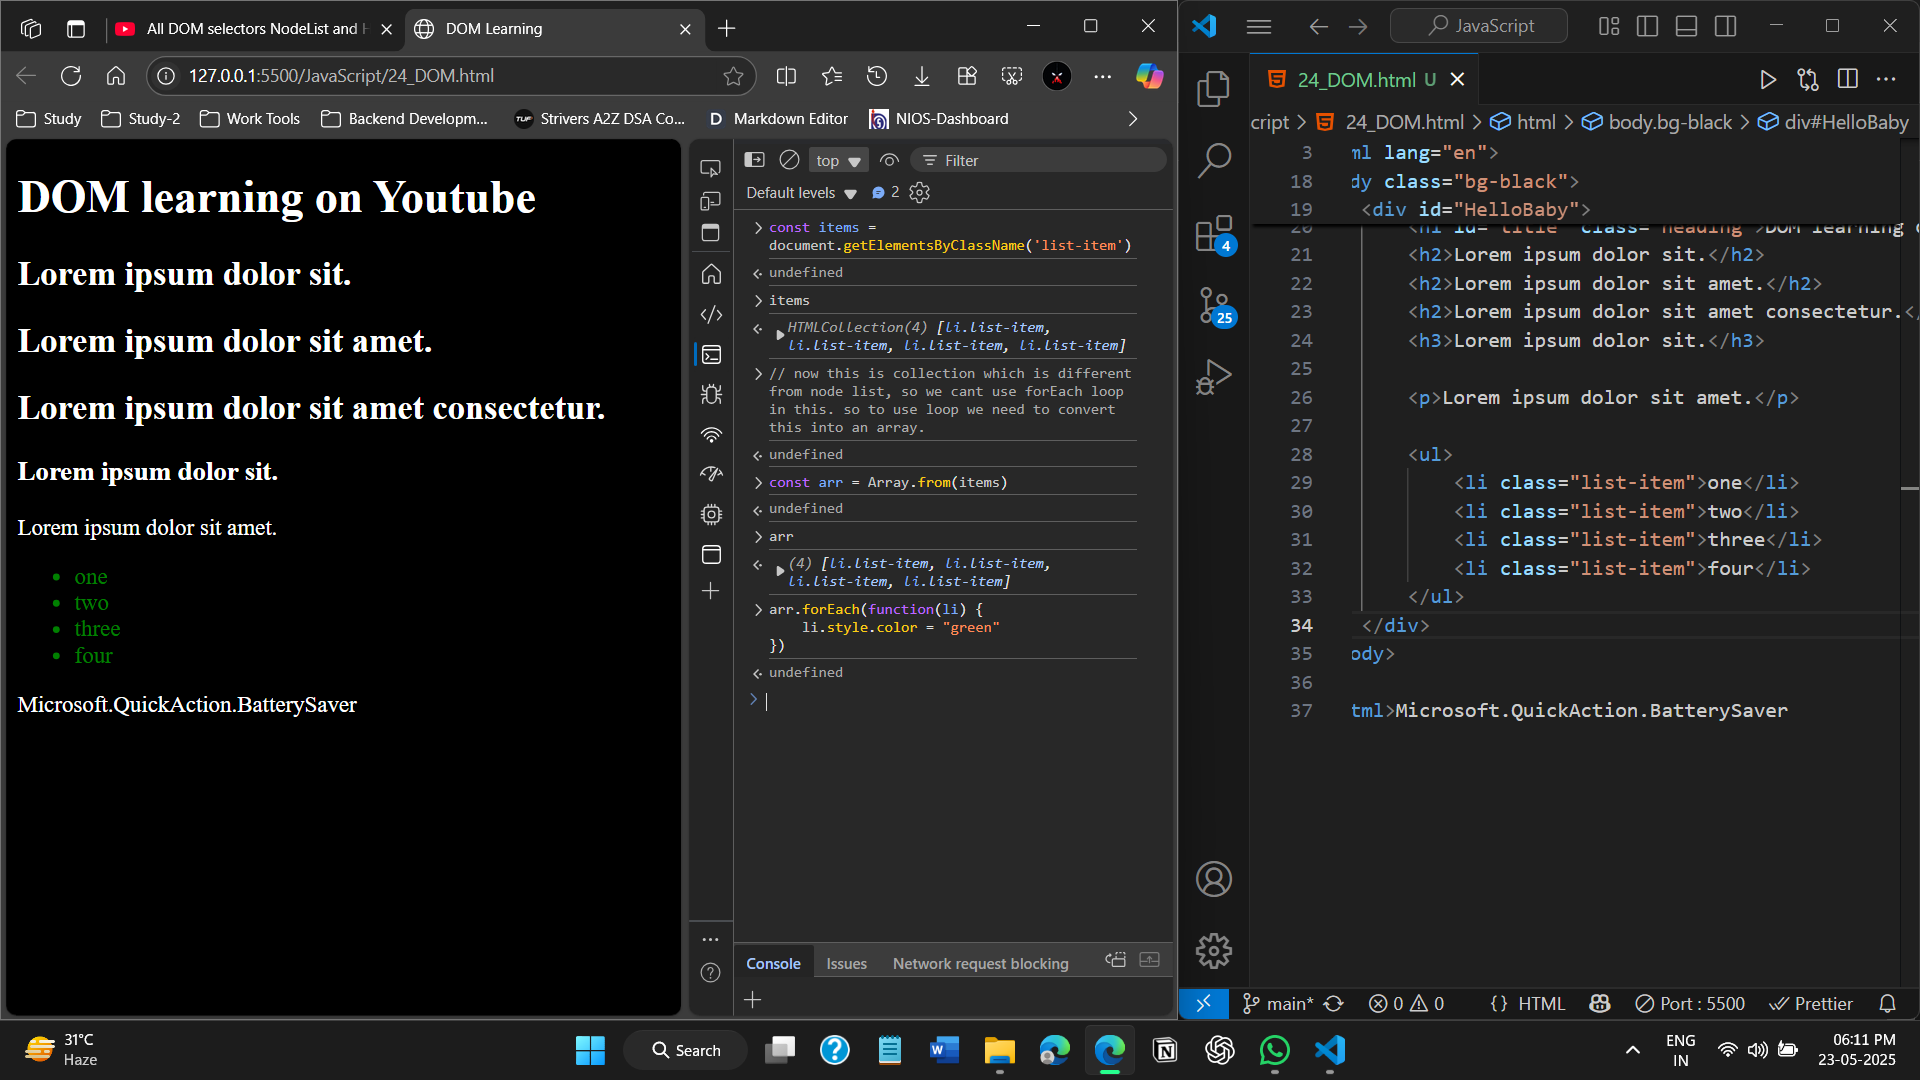 All DOM selectors NodeList and H
DOM Learning
127.0.0.1:5500/JavaScript/24_DOM.html
Study
Study-2
Work Tools
Backend Developm...
TUF
Strivers A2Z DSA Co...
D
Markdown Editor
NIOS-Dashboard
DOM learning on Youtube
Lorem ipsum dolor sit.
Lorem ipsum dolor sit amet.
Lorem ipsum dolor sit amet consectetur.
Lorem ipsum dolor sit.
Lorem ipsum dolor sit amet.
one
two
three
four
Microsoft.QuickAction.BatterySaver
top
Filter
Default levels
2
const items =
document.getElementsByClassName('list-item')
undefined
items
HTMLCollection(4) [li.list-item,
li.list-item, li.list-item, li.list-item]
// now this is collection which is different
from node list, so we cant use forEach loop
in this. so to use loop we need to convert
this into an array.
undefined
const arr = Array.from(items)
undefined
arr
(4) [li.list-item, li.list-item,
li.list-item, li.list-item]
arr.forEach(function(li) {
li.style.color = "green"
})
undefined
Console
Issues
Network request blocking
JavaScript
24_DOM.html U
cript > 24_DOM.html > html > body.bg-black > div#HelloBaby
4
25
3 ml lang="en">
18 dy class="bg-black">
19 <div id="HelloBaby">
20 <h1 id="title" class="heading">DOM learning
21 <h2>Lorem ipsum dolor sit.</h2>
22 <h2>Lorem ipsum dolor sit amet.</h2>
23 <h2>Lorem ipsum dolor sit amet consectetur.</
24 <h3>Lorem ipsum dolor sit.</h3>
25
26 <p>Lorem ipsum dolor sit amet.</p>
27
28 <ul>
29 <li class="list-item">one</li>
30 <li class="list-item">two</li>
31 <li class="list-item">three</li>
32 <li class="list-item">four</li>
33 </ul>
34 </div>
35 ody>
36
37 tml>Microsoft.QuickAction.BatterySaver
main*
0
0
{} HTML
Port : 5500
Prettier
31°C
Haze
Search
ENG
IN
06:11 PM
23-05-2025